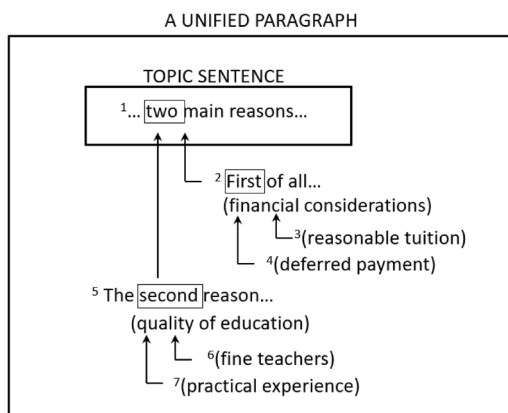 A UNIFIED PARAGRAPH
TOPIC SENTENCE
1... two main reasons...
2 First of all...
(financial considerations)
3(reasonable tuition)
4(deferred payment)
5 The second reason...
(quality of education)
6(fine teachers)
7(practical experience)